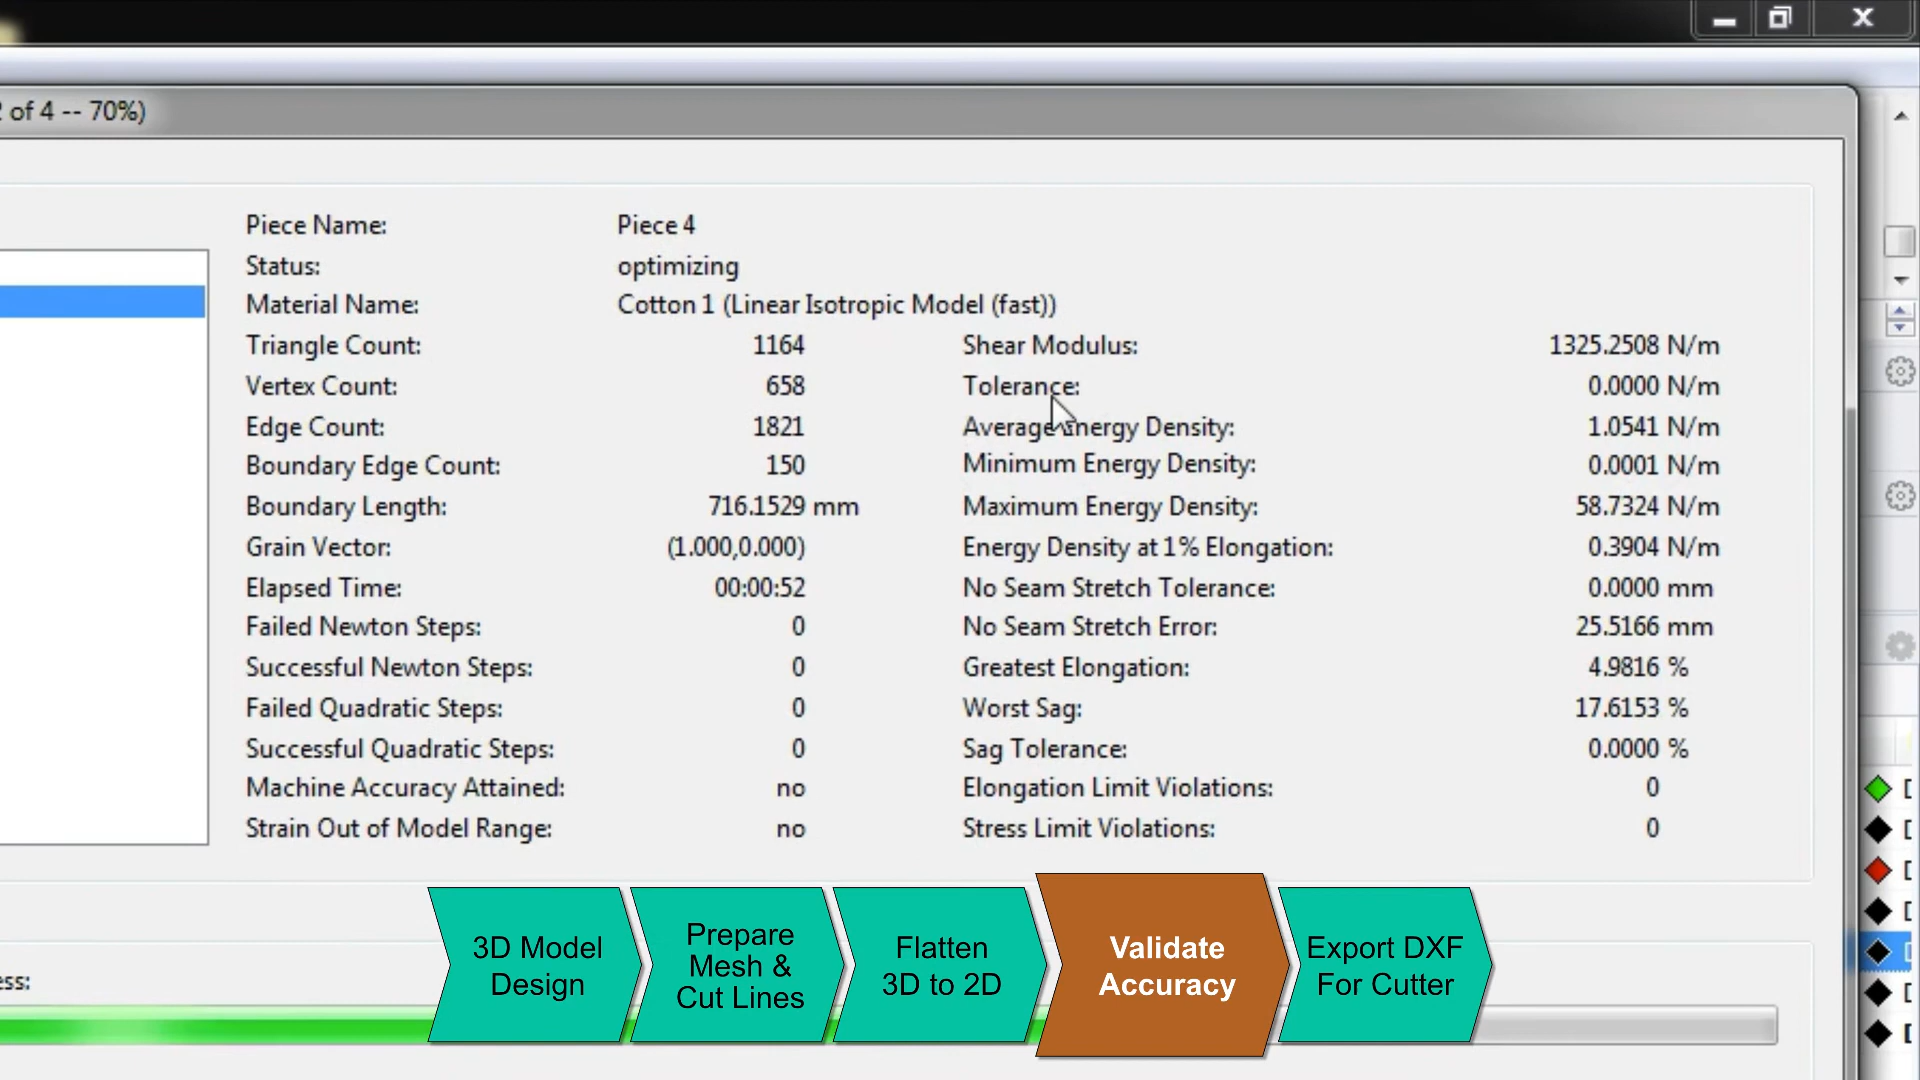 2 of 4 -- 70%)
Piece Name: Piece 4
Status: optimizing
Material Name: Cotton 1 (Linear Isotropic Model (fast))
Triangle Count: 1164 Shear Modulus: 1325.2508 N/m
Vertex Count: 658 Tolerance: 0.0000 N/m
Edge Count: 1821 Average Energy Density: 1.0541 N/m
Boundary Edge Count: 150 Minimum Energy Density: 0.0001 N/m
Boundary Length: 716.1529 mm Maximum Energy Density: 58.7324 N/m
Grain Vector: (1.000,0.000) Energy Density at 1% Elongation: 0.3904 N/m
Elapsed Time: 00:00:52 No Seam Stretch Tolerance: 0.0000 mm
Failed Newton Steps: 0 No Seam Stretch Error: 25.5166 mm
Successful Newton Steps: 0 Greatest Elongation: 4.9816 %
Failed Quadratic Steps: 0 Worst Sag: 17.6153 %
Successful Quadratic Steps: 0 Sag Tolerance: 0.0000 %
Machine Accuracy Attained: no Elongation Limit Violations: 0
Strain Out of Model Range: no Stress Limit Violations: 0
ess:
3D Model
Design
Prepare
Mesh &
Cut Lines
Flatten
3D to 2D
Validate
Accuracy
Export DXF
For Cutter